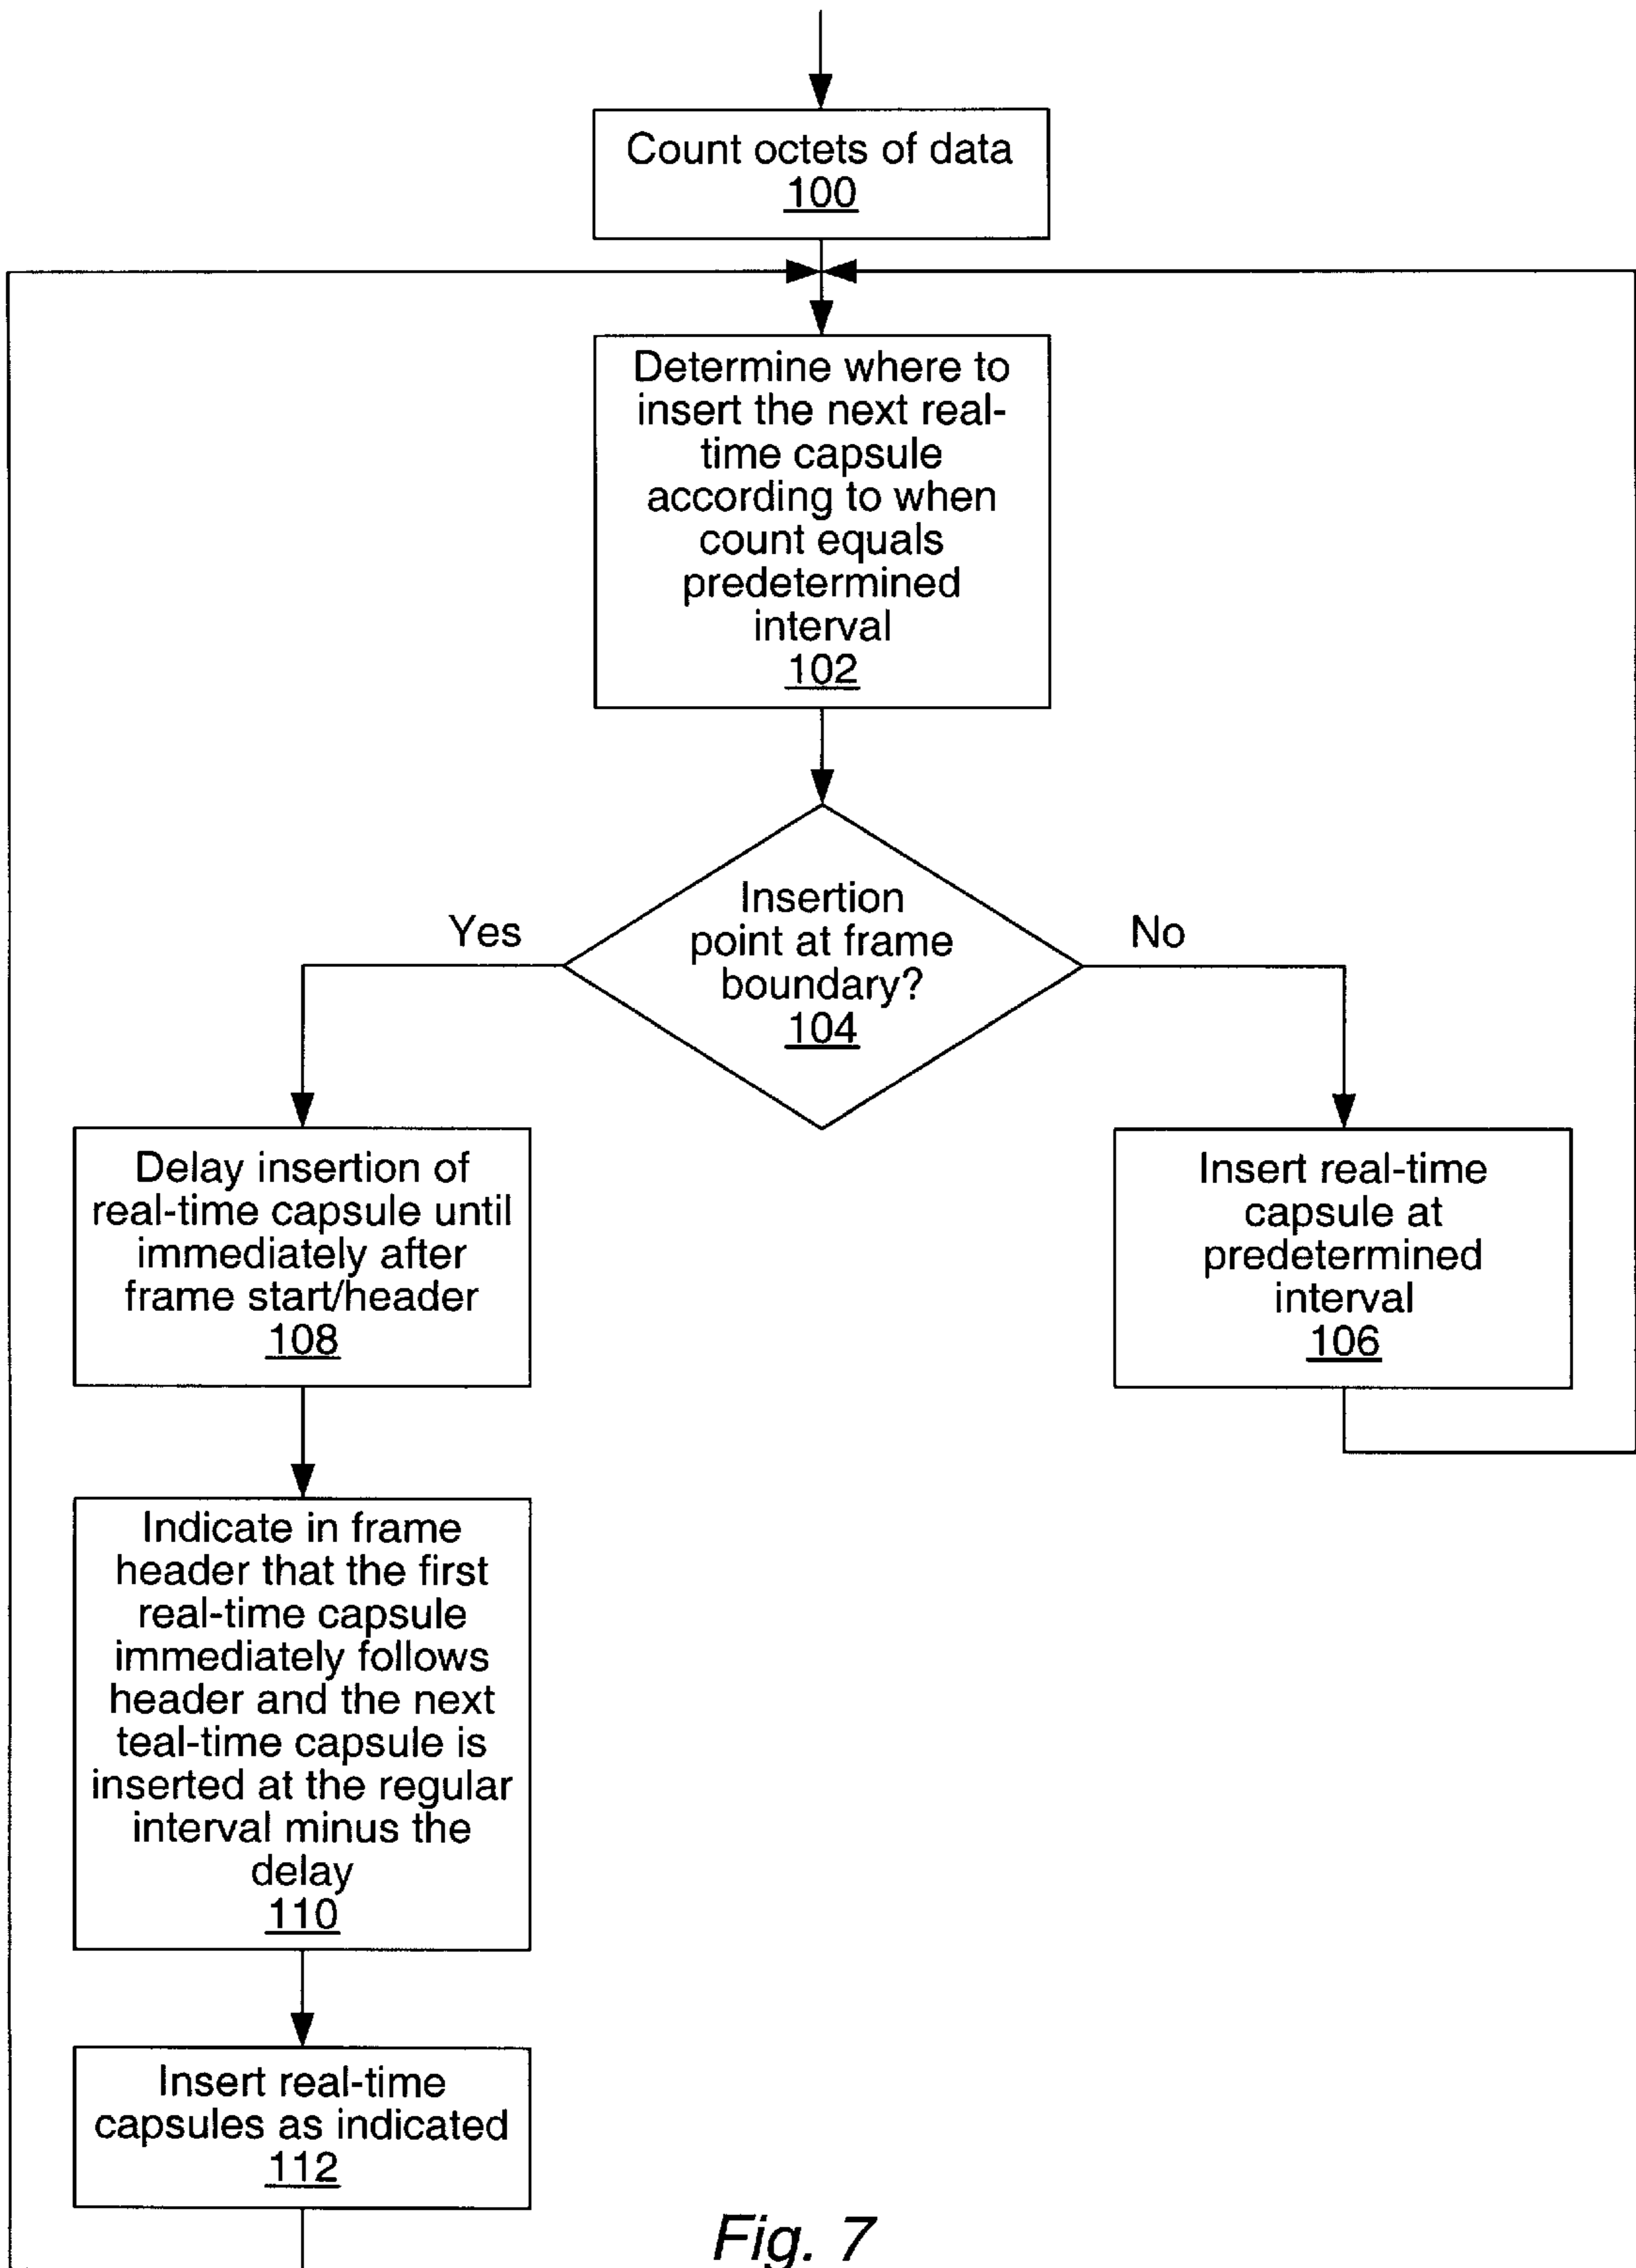 Count octets of data
100
Determine where to
insert the next real-
time capsule
according to when
count equals
predetermined
interval
102
Insertion
point at frame
boundary?
104
Yes
No
Delay insertion of
real-time capsule until
immediately after
frame start/header
108
Insert real-time
capsule at
predetermined
interval
106
Indicate in frame
header that the first
real-time capsule
immediately follows
header and the next
teal-time capsule is
inserted at the regular
interval minus the
delay
110
Insert real-time
capsules as indicated
112
Fig. 7